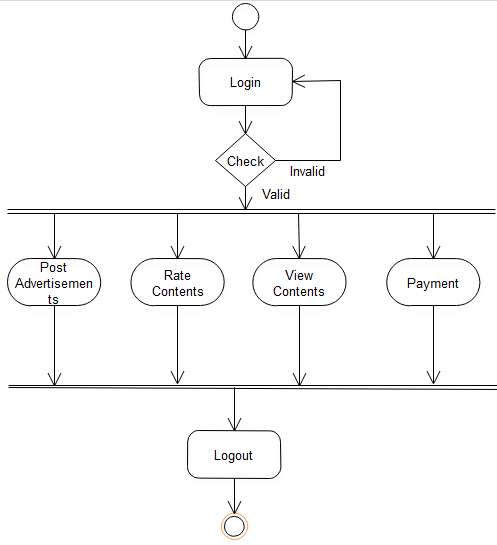 Login
Check
Invalid
Valid
Post
Advertisemen
ts
Rate
Contents
View
Contents
Payment
Logout